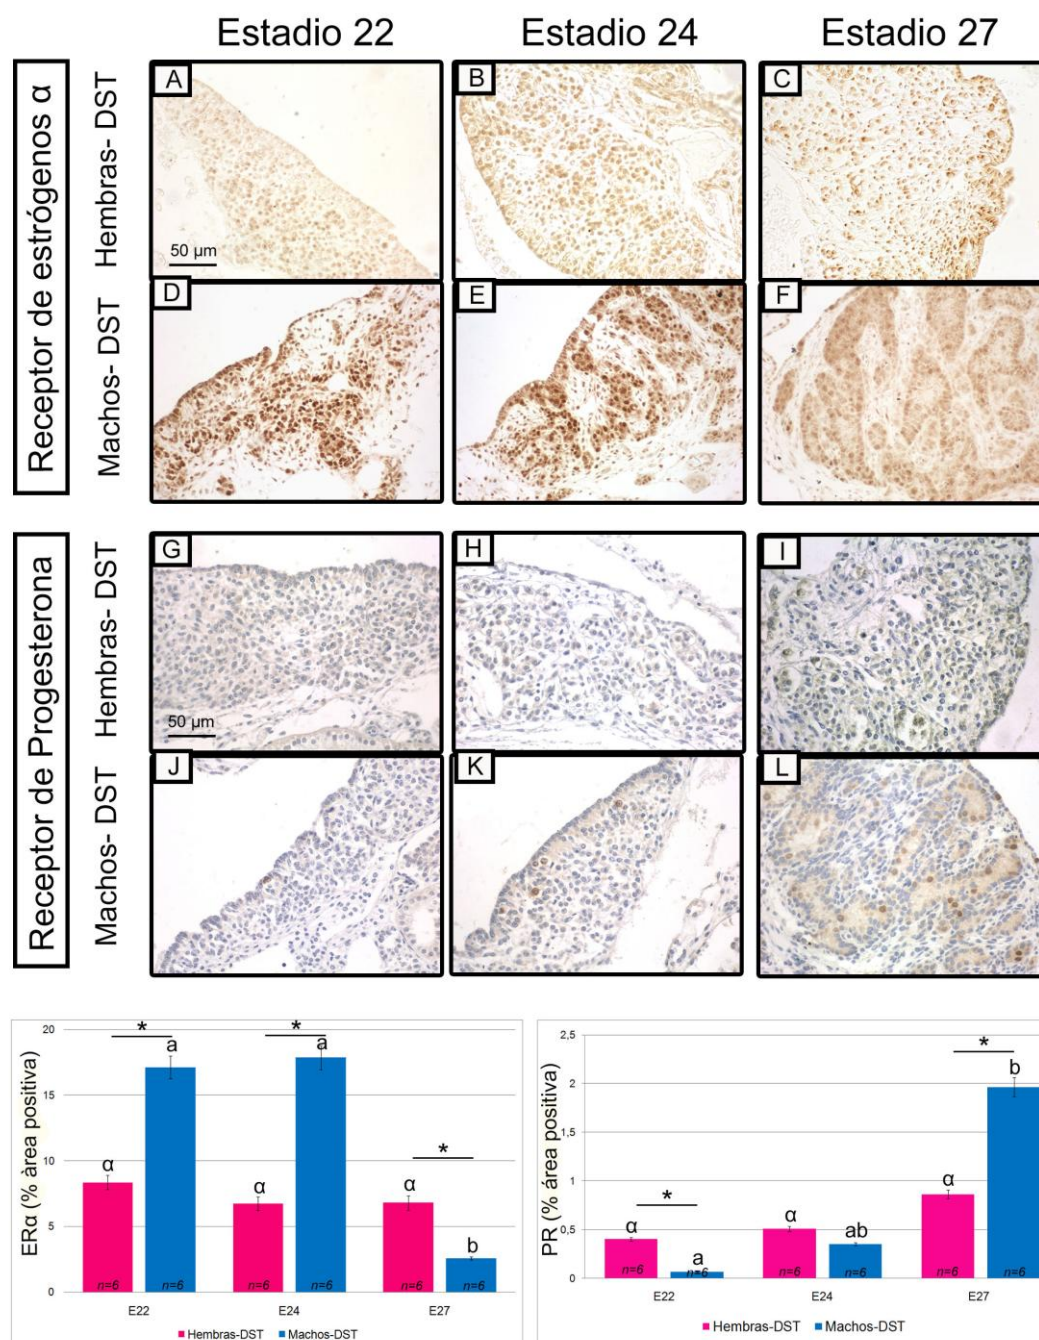 Estadio 22 Estadio 24 Estadio 27
Receptor de estrógenos α
Hembras- DST
A
50 µm
B
C
Machos- DST
D
E
F
Receptor de Progesterona
Hembras- DST
G
50 µm
H
I
Machos- DST
J
K
L
ERα (% àrea positiva)
20
15
10
5
0
* * *
α a α a α b
n=6 n=6 n=6 n=6 n=6 n=6
E22 E24 E27
Hembras-DST Machos-DST
PR (% área positiva)
2,5
2
1,5
1
0,5
0
* *
α a α ab α b
n=6 n=6 n=6 n=6 n=6 n=6
E22 E24 E27
Hembras-DST Machos-DST